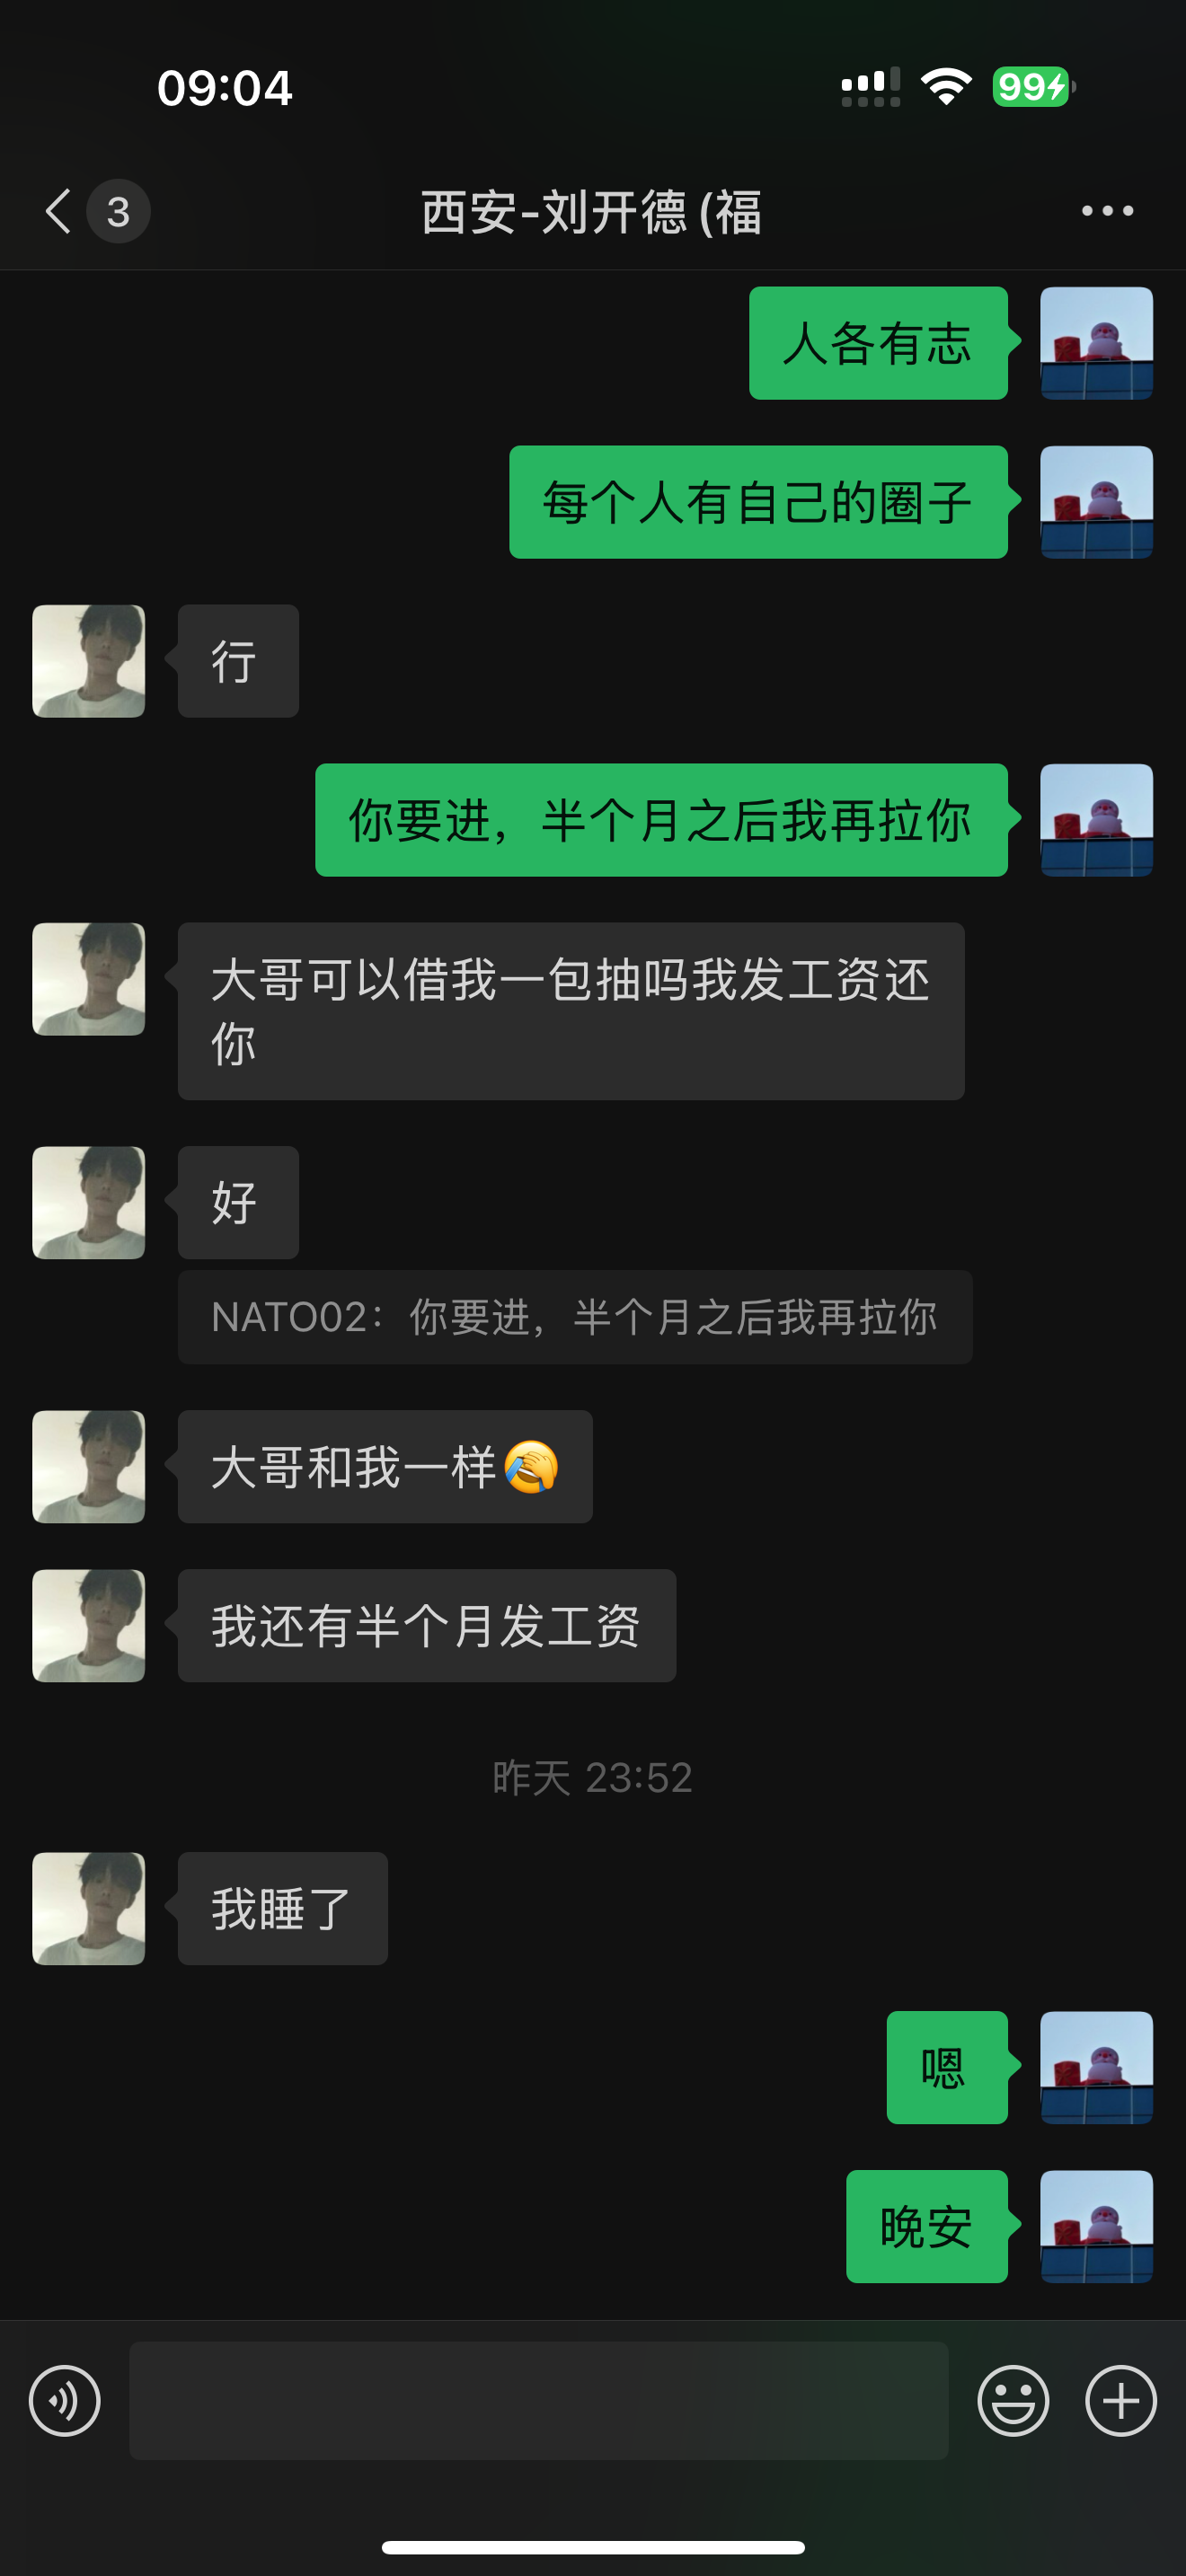 09:04
99
3
西安-刘开德 (福
人各有志
每个人有自己的圈子
行
你要进，半个月之后我再拉你
大哥可以借我一包抽吗我发工资还
你
好
NATO02：你要进，半个月之后我再拉你
大哥和我一样🤣
我还有半个月发工资
昨天 23:52
我睡了
嗯
晚安